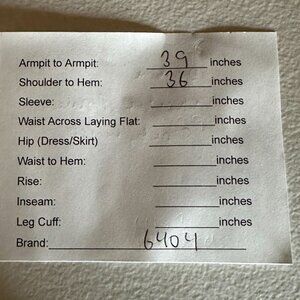 Armpit to Armpit: 39 inches
Shoulder to Hem: 36 inches
Sleeve: inches
Waist Across Laying Flat: inches
Hip (Dress/Skirt) inches
Waist to Hem: inches
Rise: inches
Inseam: inches
Leg Cuff: inches
Brand: 6404